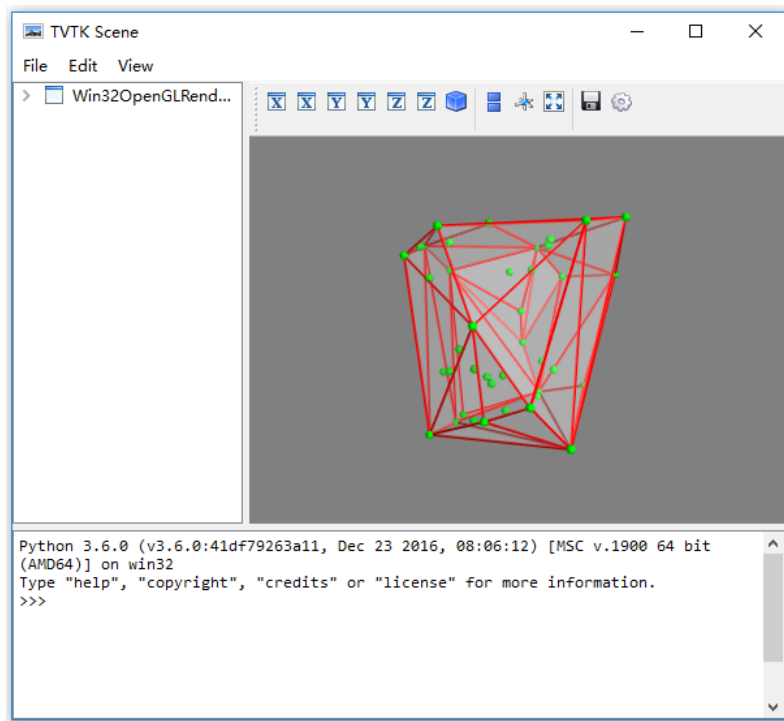 TVTK Scene
File Edit View
Win32OpenGLRend...
X X Y Y Z Z
Python 3.6.0 (v3.6.0:41df79263a11, Dec 23 2016, 08:06:12) [MSC v.1900 64 bit
(AMD64)] on win32
Type "help", "copyright", "credits" or "license" for more information.
>>>